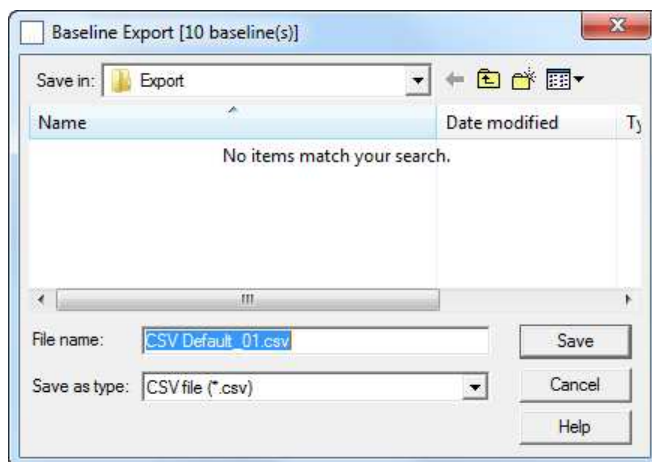 Baseline Export [10 baseline(s)]
Save in: Export
Name Date modified Ty
No items match your search.
File name: CSV Default_01.csv Save
Save as type: CSV file (*.csv) Cancel
Help